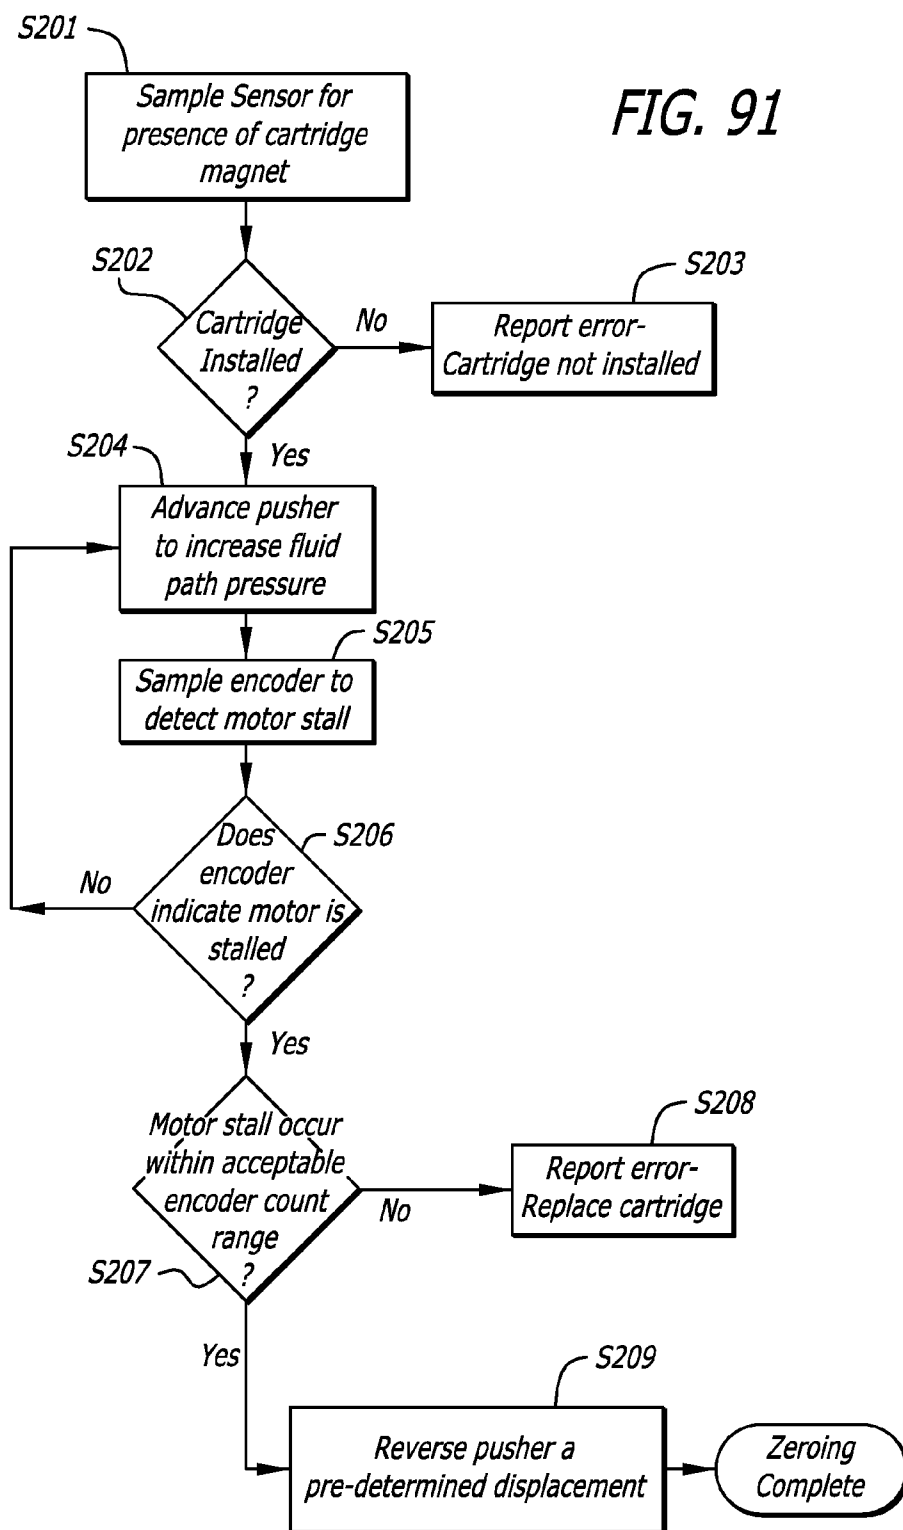 S201
Sample Sensor for
presence of cartridge
magnet
FIG. 91
S202
Cartridge
Installed
?
No
S203
Report error-
Cartridge not installed
Yes
S204
Advance pusher
to increase fluid
path pressure
S205
Sample encoder to
detect motor stall
S206
Does
encoder
indicate motor is
stalled
?
No
Yes
Motor stall occur
within acceptable
encoder count
range
?
S207
No
S208
Report error-
Replace cartridge
Yes
S209
Reverse pusher a
pre-determined displacement
Zeroing
Complete